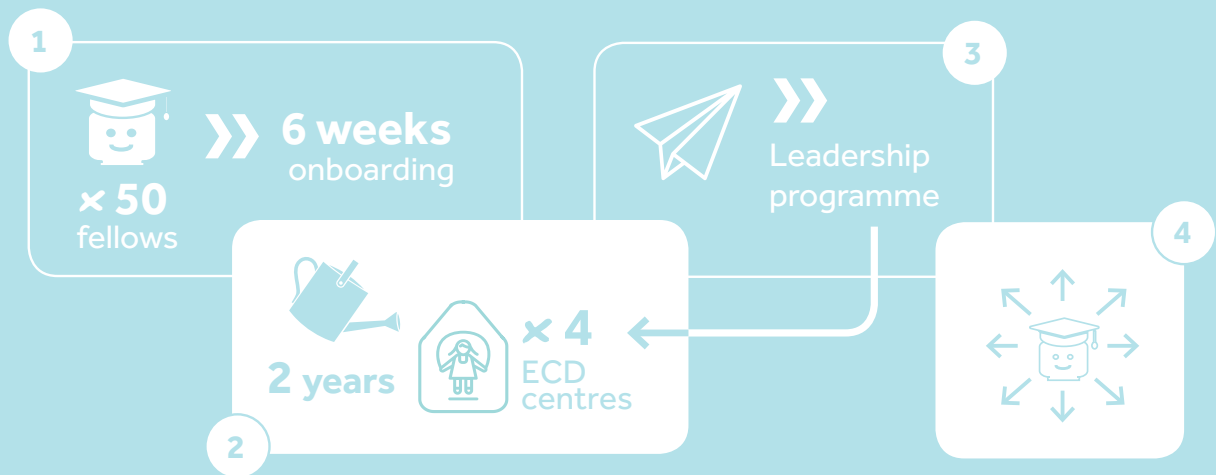 1
6 weeks
onboarding
× 50
fellows
2
2 years
× 4
ECD
centres
3
Leadership
programme
4